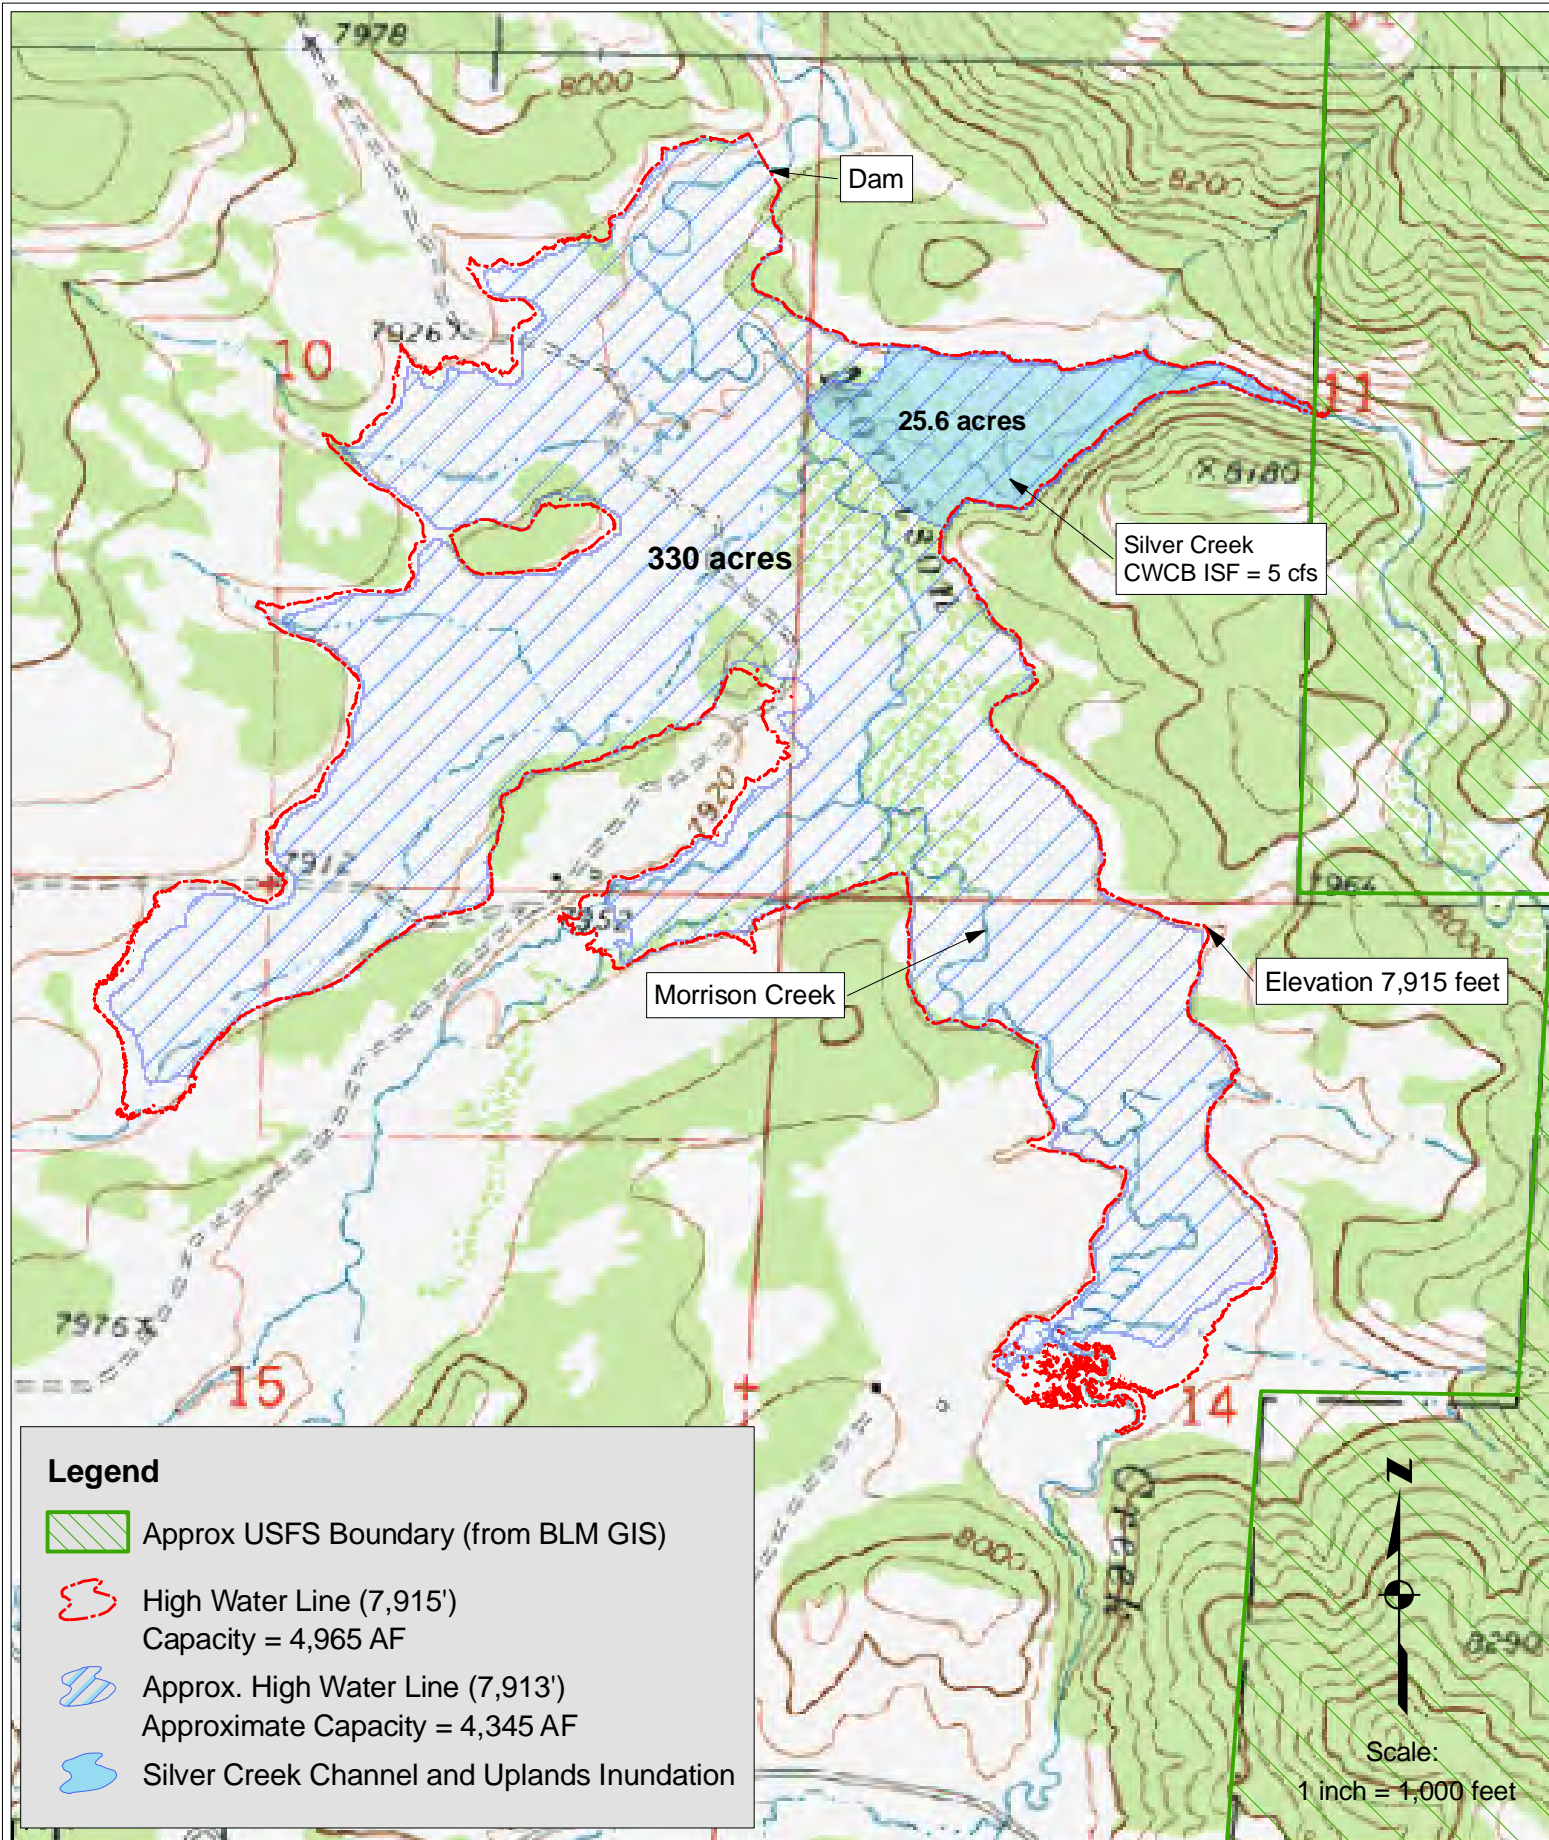 7978
8000
11
Dam
8200
7926
10
11
25.6 acres
8180
330 acres
Silver Creek
CWCB ISF = 5 cfs
7920
7912
7964
7952
8000
Morrison Creek
Elevation 7,915 feet
7976
15
14
Creek
8000
8290
Legend
Approx USFS Boundary (from BLM GIS)
High Water Line (7,915')
Capacity = 4,965 AF
Approx. High Water Line (7,913')
Approximate Capacity = 4,345 AF
Silver Creek Channel and Uplands Inundation
N
Scale:
1 inch = 1,000 feet